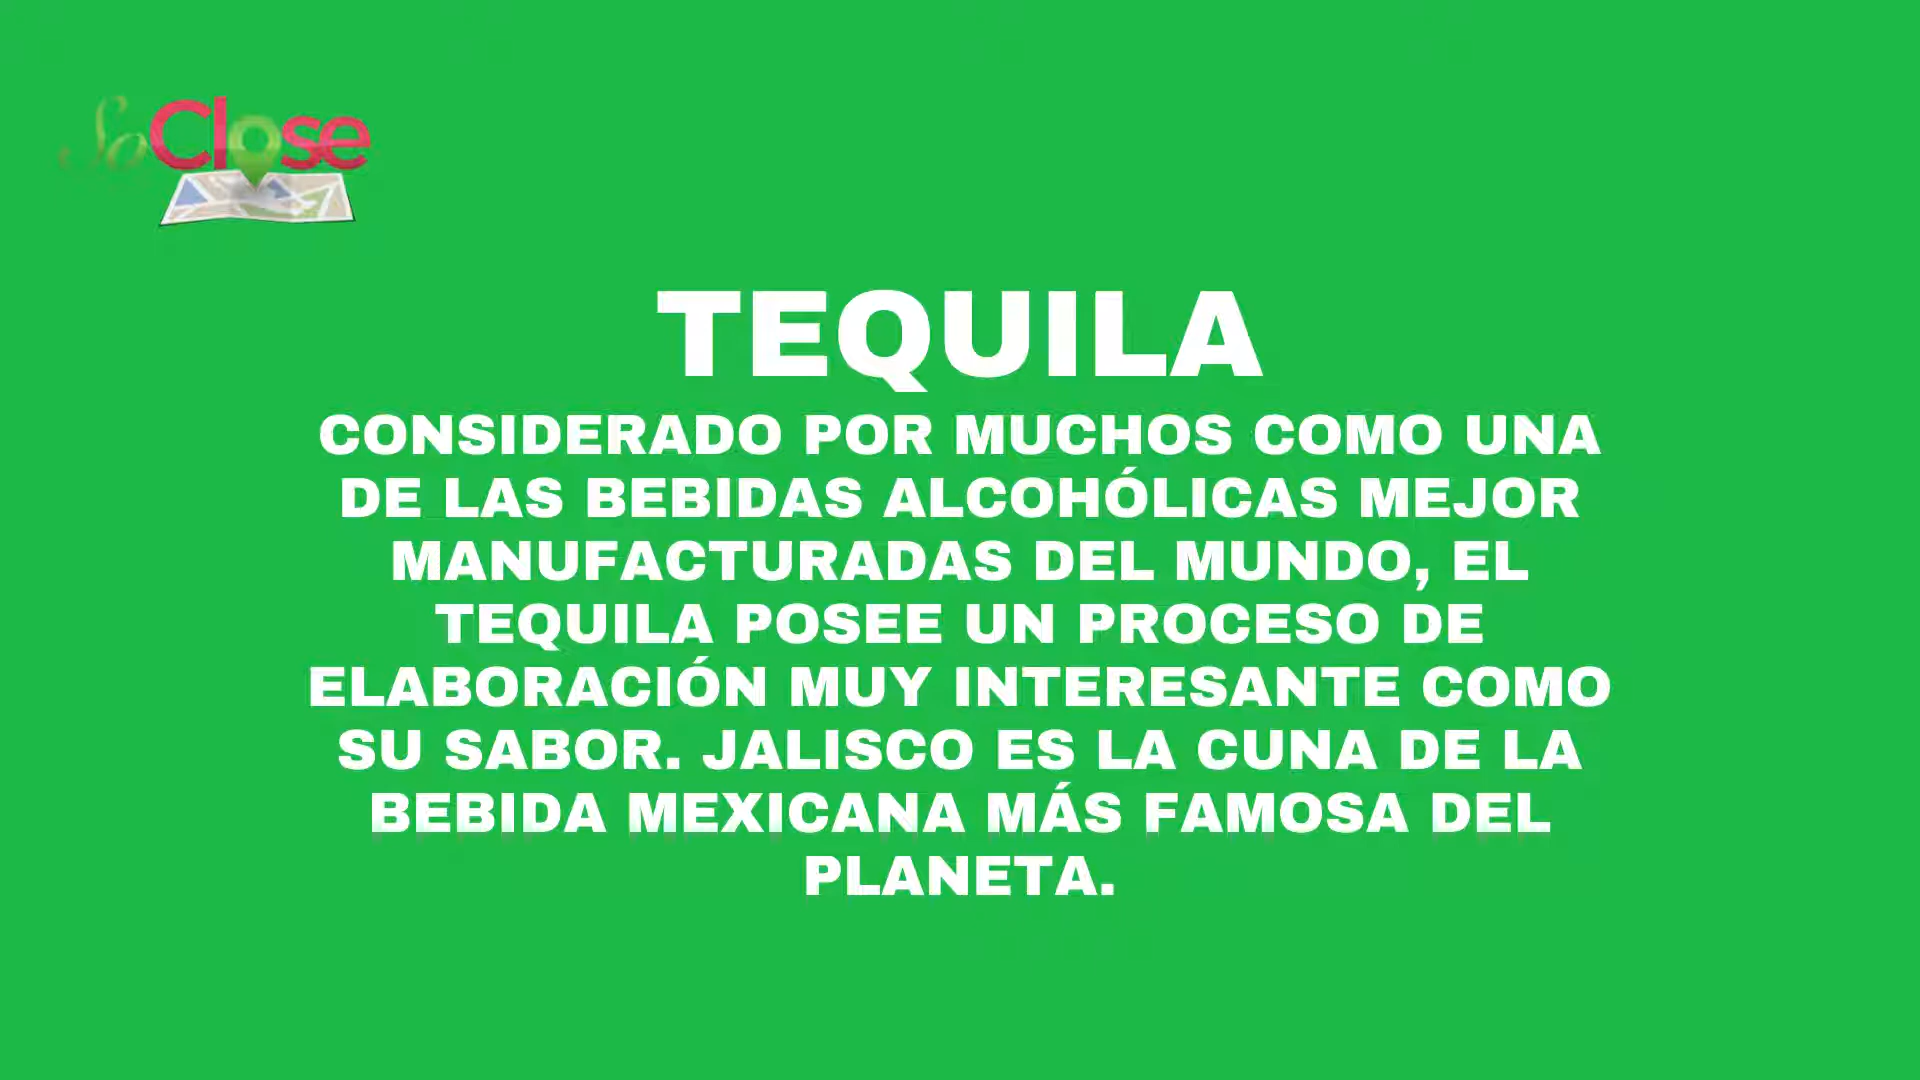 So Close
TEQUILA
CONSIDERADO POR MUCHOS COMO UNA
DE LAS BEBIDAS ALCOHÓLICAS MEJOR
MANUFACTURADAS DEL MUNDO, EL
TEQUILA POSEE UN PROCESO DE
ELABORACIÓN MUY INTERESANTE COMO
SU SABOR. JALISCO ES LA CUNA DE LA
BEBIDA MEXICANA MÁS FAMOSA DEL
PLANETA.